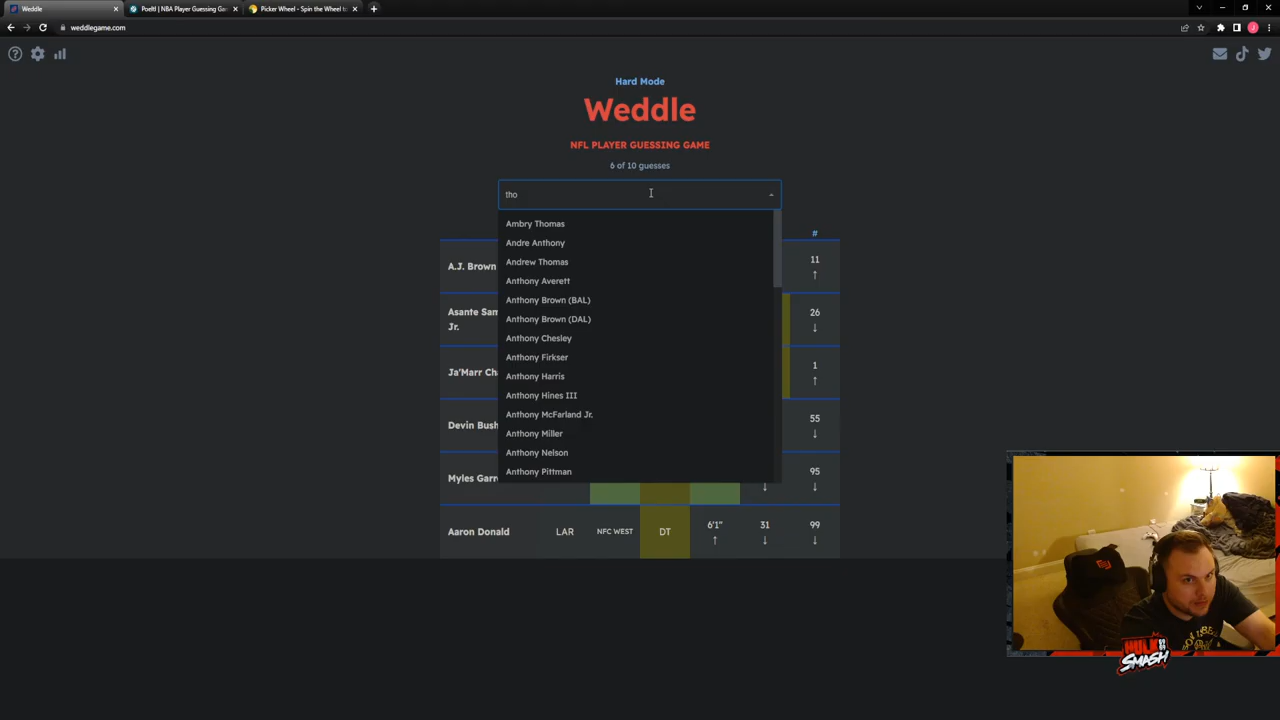 Weddle
Poeltl | NBA Player Guessing Ga
Picker Wheel - Spin the Wheel to
weddlegame.com
Hard Mode
Weddle
NFL PLAYER GUESSING GAME
6 of 10 guesses
tho
Ambry Thomas
Andre Anthony
Andrew Thomas
Anthony Averett
Anthony Brown (BAL)
Anthony Brown (DAL)
Anthony Chesley
Anthony Firkser
Anthony Harris
Anthony Hines III
Anthony McFarland Jr.
Anthony Miller
Anthony Nelson
Anthony Pittman
#
A.J. Brown 11
↑
Asante Sam
Jr. 26
↓
Ja'Marr Cha 1
↑
Devin Bush 55
↓
Myles Garr 95
↓ ↓
Aaron Donald LAR NFC WEST DT 6'1" 31 99
↑ ↓ ↓
HULK
SMASH